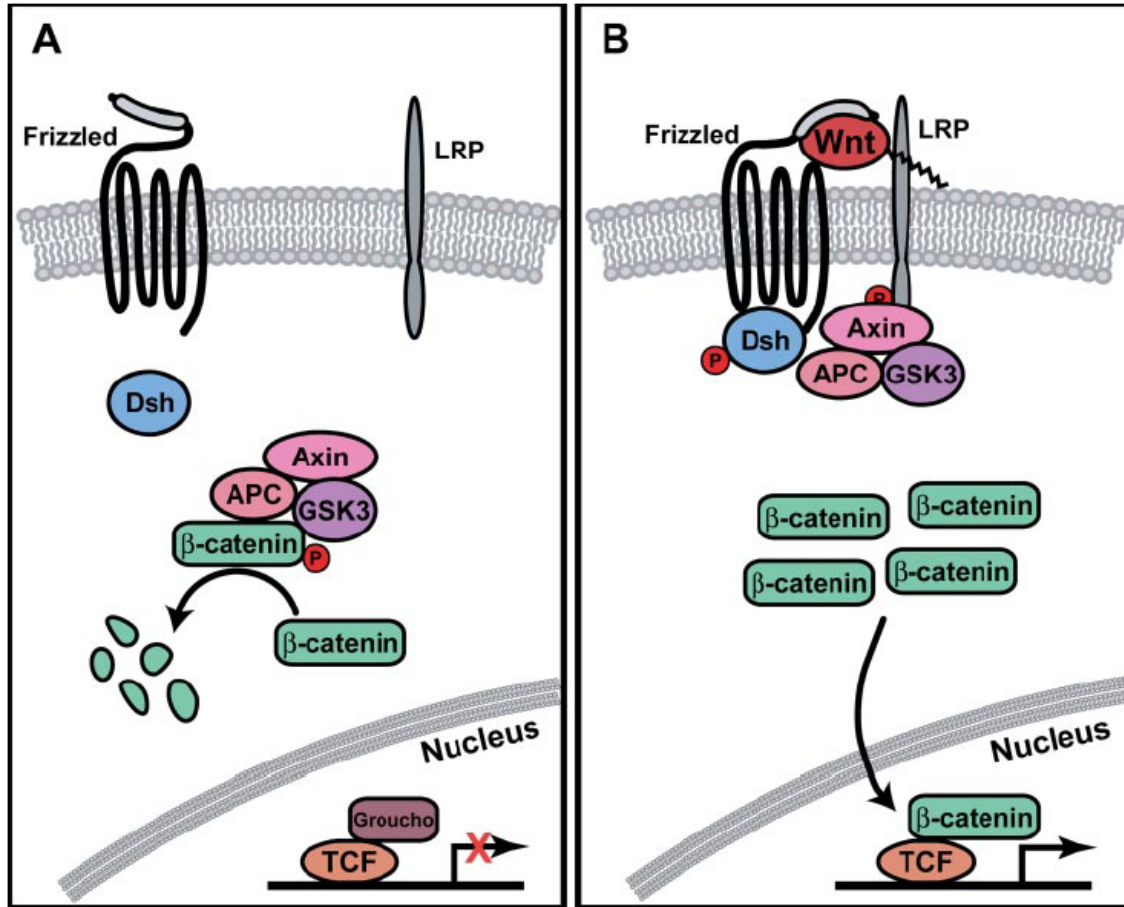 A
Frizzled
LRP
Dsh
Axin
APC
GSK3
β-catenin
P
β-catenin
Nucleus
Groucho
TCF
X
B
Frizzled
Wnt
LRP
P
Axin
Dsh
P
APC
GSK3
β-catenin
β-catenin
β-catenin
β-catenin
Nucleus
β-catenin
TCF